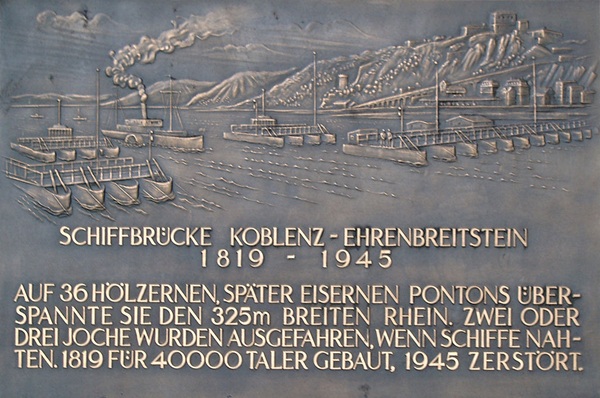 SCHIFFBRÜCKE KOBLENZ - EHRENBREITSTEIN
1819 - 1945
AUF 36 HÖLZERNEN, SPÄTER EISERNEN PONTONS ÜBER-
SPANNTE SIE DEN 325m BREITEN RHEIN. ZWEI ODER
DREI JOCHE WURDEN AUSGEFAHREN, WENN SCHIFFE NAH-
TEN. 1819 FÜR 40000 TALER GEBAUT, 1945 ZERSTÖRT.